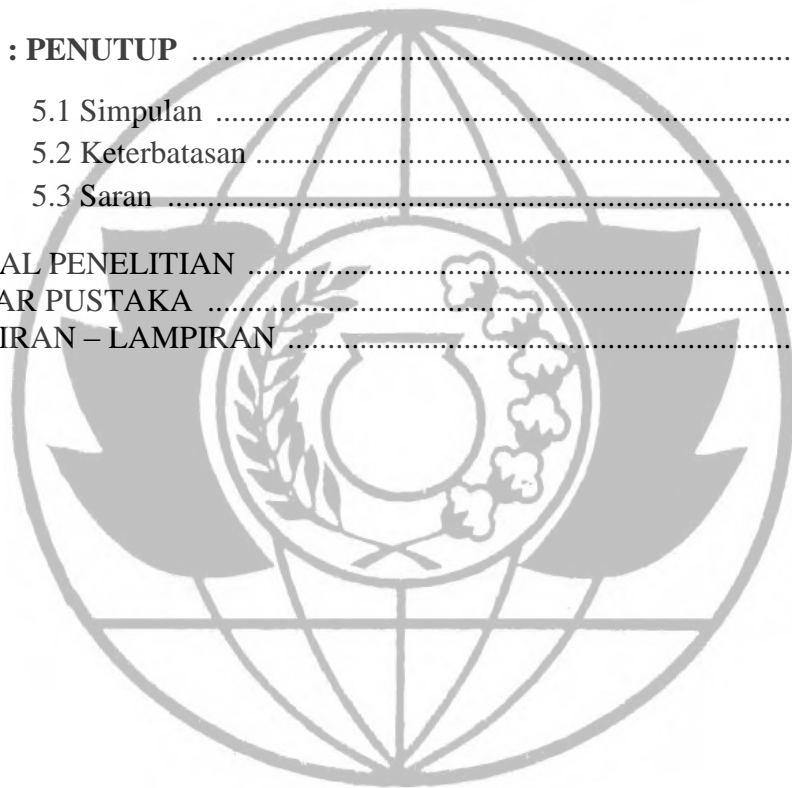 : PENUTUP ....................................................................................
5.1 Simpulan ................................................................................
5.2 Keterbatasan ..........................................................................
5.3 Saran .....................................................................................
AL PENELITIAN ..........................................................................
AR PUSTAKA ..............................................................................
IRAN – LAMPIRAN .....................................................................